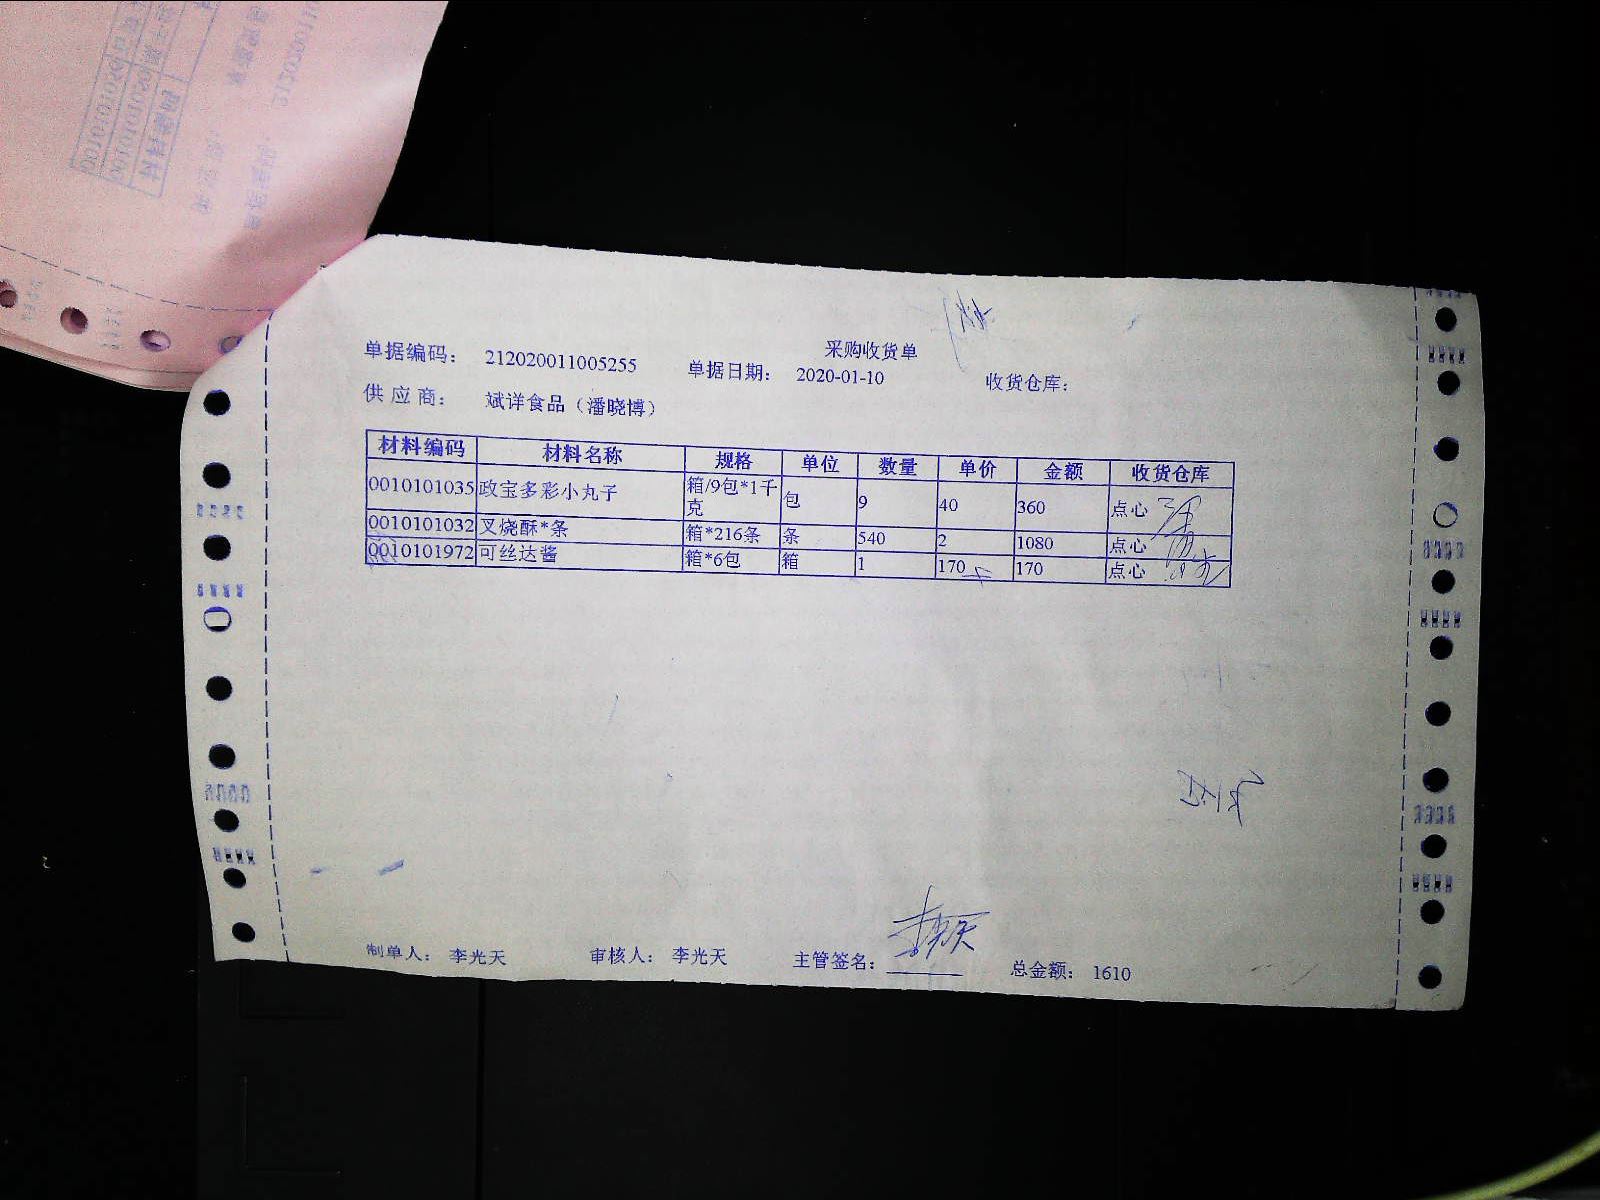 采购收货单
单据编码： 212020011005255 单据日期： 2020-01-10 收货仓库：
供 应 商： 斌详食品（潘晓博）
材料编码 材料名称 规格 单位 数量 单价 金额 收货仓库
0010101035 政宝多彩小丸子 箱/9包*1千克 包 9 40 360 点心
0010101032 叉烧酥*条 箱*216条 条 540 2 1080 点心
0010101972 可丝达酱 箱*6包 箱 1 170 170 点心
制单人： 李光天 审核人： 李光天 主管签名： 总金额： 1610